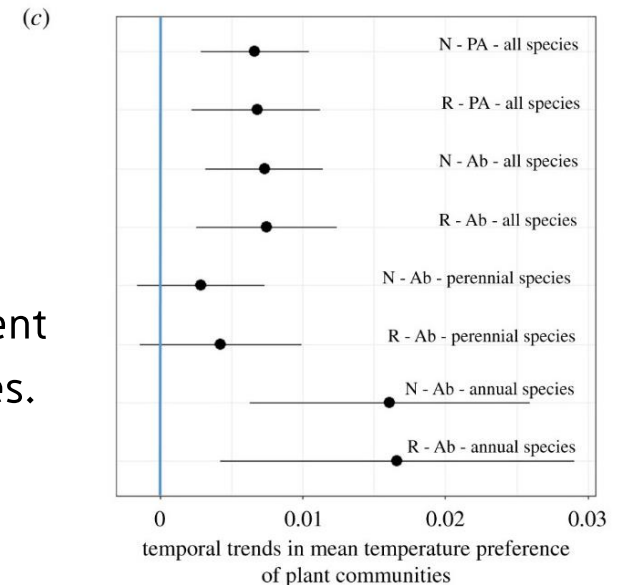 (c)
N - PA - all species
R - PA - all species
N - Ab - all species
R - Ab - all species
N - Ab - perennial species
ent
R - Ab - perennial species
es.
N - Ab - annual species
R - Ab - annual species
0 0.01 0.02 0.03
temporal trends in mean temperature preference
of plant communities